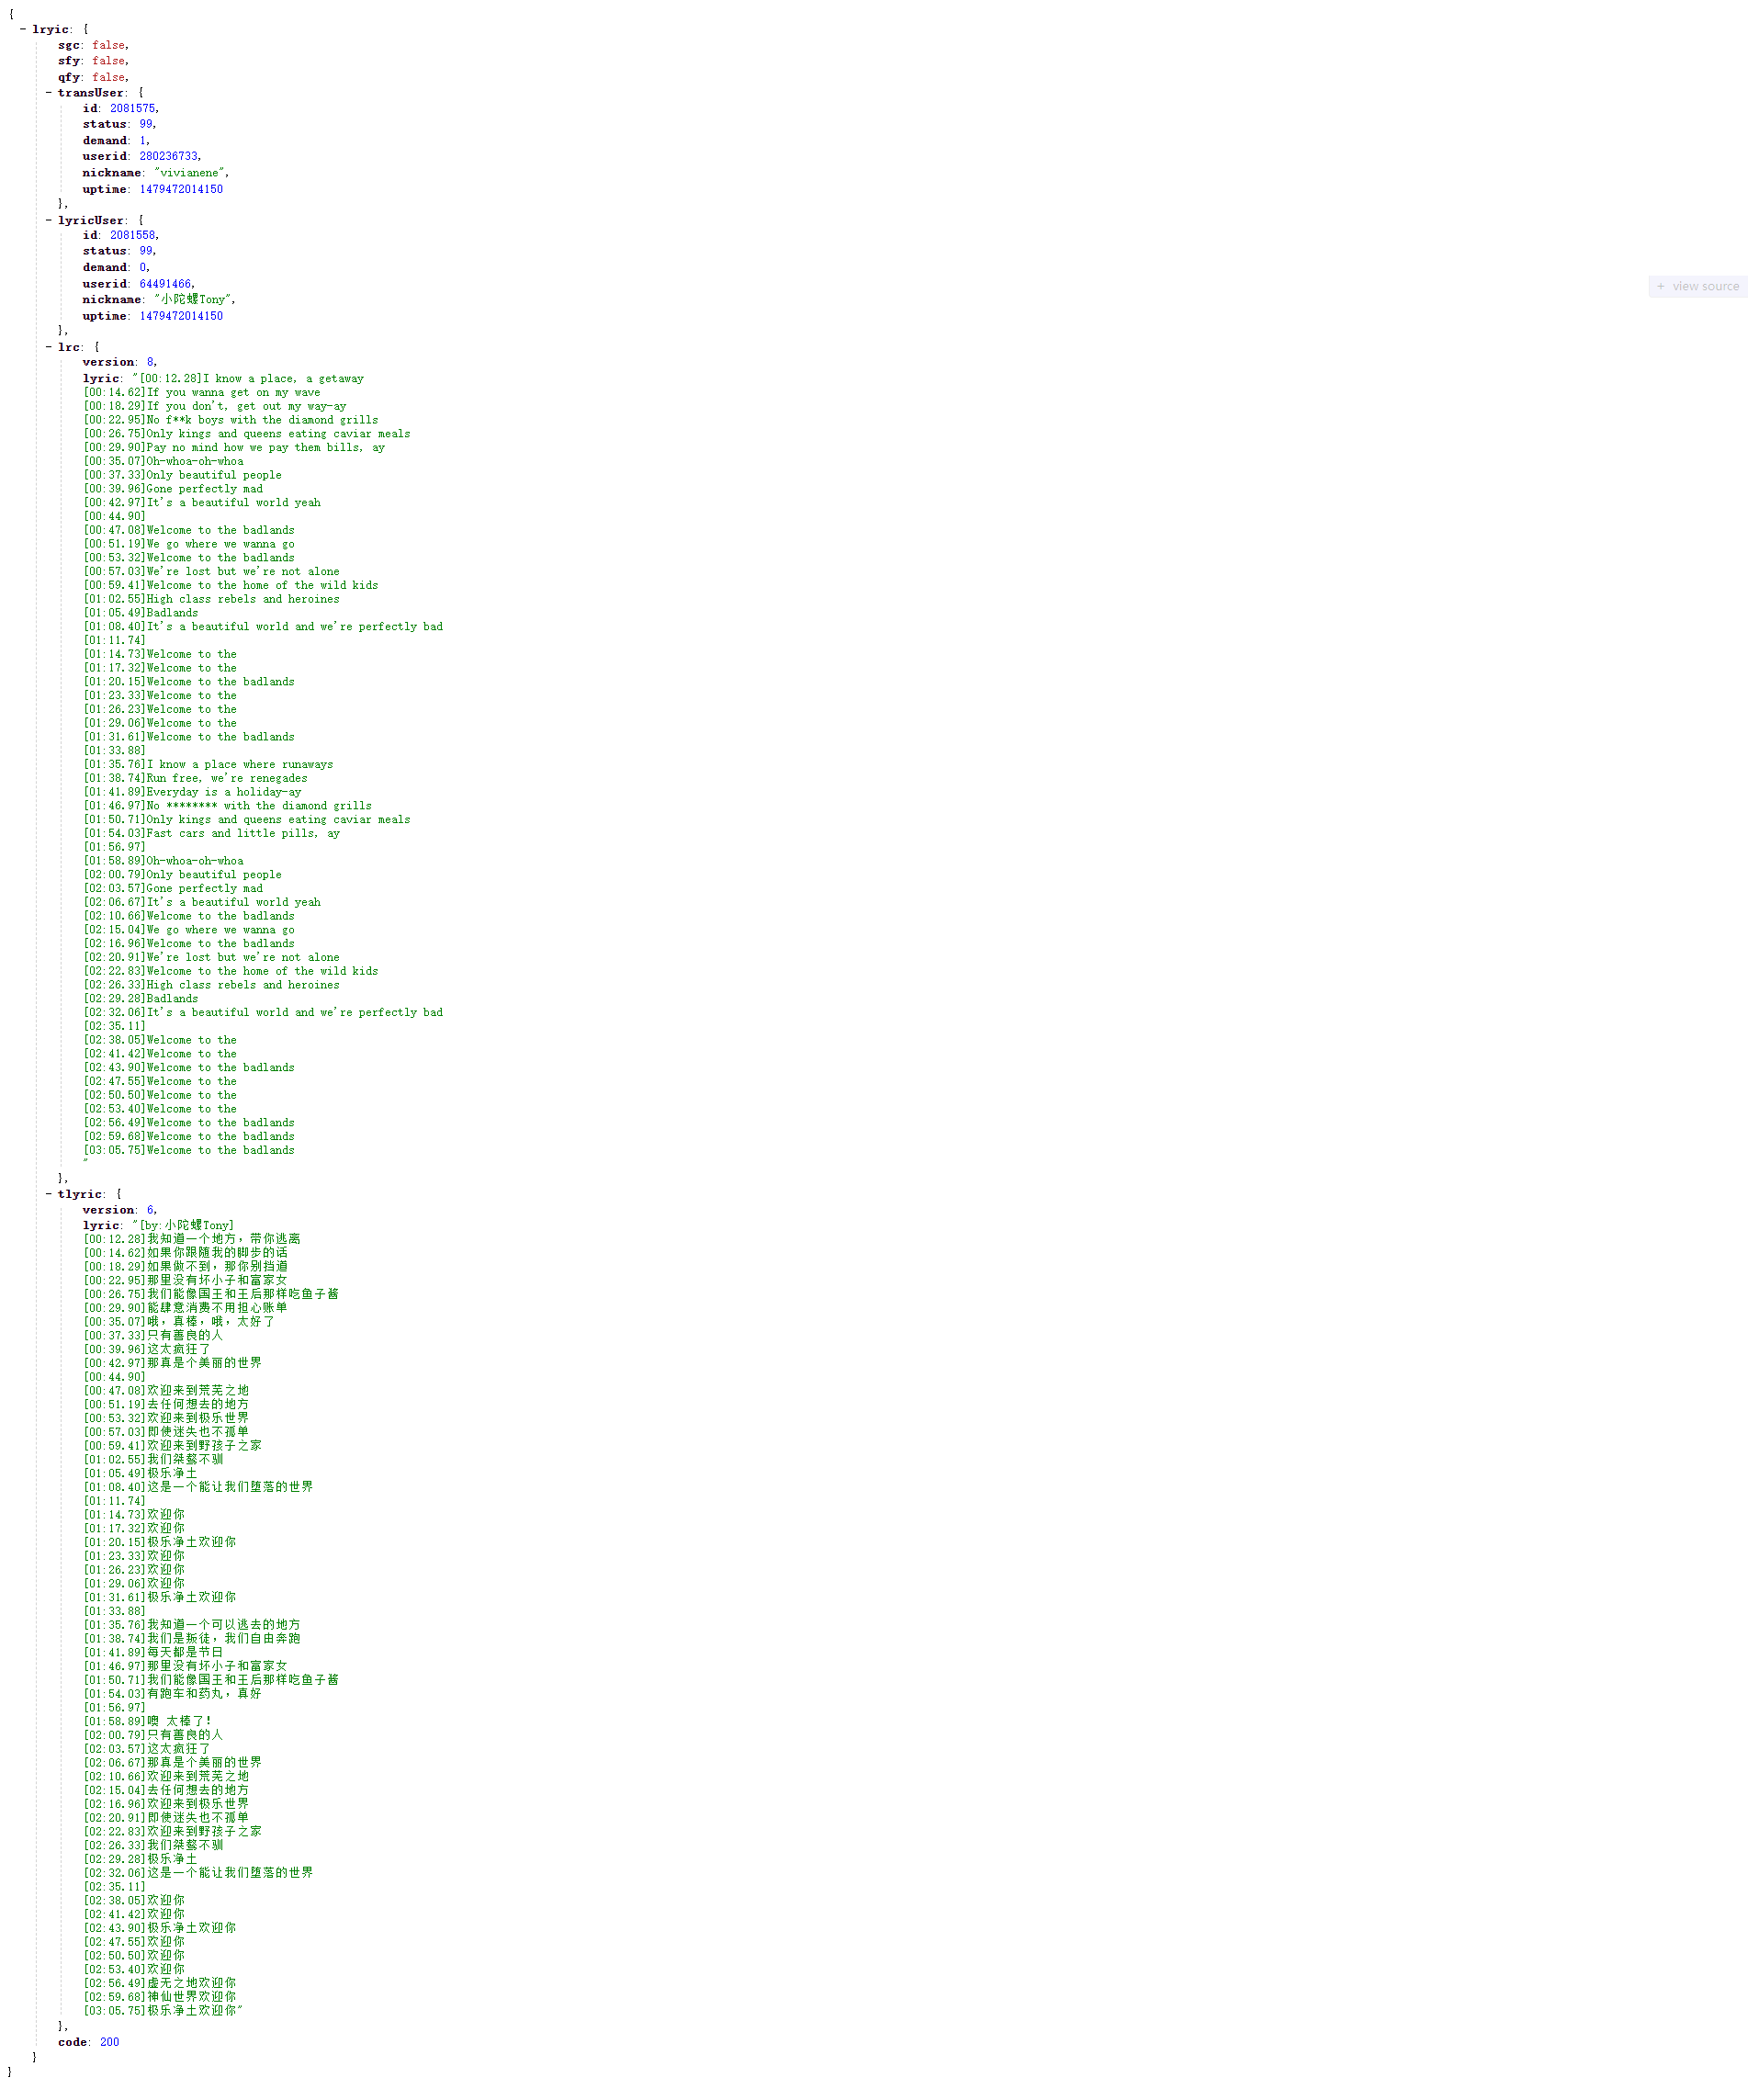 {
- lryic: {
sgc: false,
sfy: false,
qfy: false,
- transUser: {
id: 2081575,
status: 99,
demand: 1,
userid: 280236733,
nickname: "vivianene",
uptime: 1479472014150
},
- lyricUser: {
id: 2081558,
status: 99,
demand: 0,
userid: 64491466,
+ view source
nickname: "小陀螺Tony",
uptime: 1479472014150
},
- lrc: {
version: 8,
lyric: "[00:12.28]I know a place, a getaway
[00:14.62]If you wanna get on my wave
[00:18.29]If you don't, get out my way-ay
[00:22.95]No f**k boys with the diamond grills
[00:26.75]Only kings and queens eating caviar meals
[00:29.90]Pay no mind how we pay them bills, ay
[00:35.07]Oh-whoa-oh-whoa
[00:37.33]Only beautiful people
[00:39.96]Gone perfectly mad
[00:42.97]It's a beautiful world yeah
[00:44.90]
[00:47.08]Welcome to the badlands
[00:51.19]We go where we wanna go
[00:53.32]Welcome to the badlands
[00:57.03]We're lost but we're not alone
[00:59.41]Welcome to the home of the wild kids
[01:02.55]High class rebels and heroines
[01:05.49]Badlands
[01:08.40]It's a beautiful world and we're perfectly bad
[01:11.74]
[01:14.73]Welcome to the
[01:17.32]Welcome to the
[01:20.15]Welcome to the badlands
[01:23.33]Welcome to the
[01:26.23]Welcome to the
[01:29.06]Welcome to the
[01:31.61]Welcome to the badlands
[01:33.88]
[01:35.76]I know a place where runaways
[01:38.74]Run free, we're renegades
[01:41.89]Everyday is a holiday-ay
[01:46.97]No ******** with the diamond grills
[01:50.71]Only kings and queens eating caviar meals
[01:54.03]Fast cars and little pills, ay
[01:56.97]
[01:58.89]Oh-whoa-oh-whoa
[02:00.79]Only beautiful people
[02:03.57]Gone perfectly mad
[02:06.67]It's a beautiful world yeah
[02:10.66]Welcome to the badlands
[02:15.04]We go where we wanna go
[02:16.96]Welcome to the badlands
[02:20.91]We're lost but we're not alone
[02:22.83]Welcome to the home of the wild kids
[02:26.33]High class rebels and heroines
[02:29.28]Badlands
[02:32.06]It's a beautiful world and we're perfectly bad
[02:35.11]
[02:38.05]Welcome to the
[02:41.42]Welcome to the
[02:43.90]Welcome to the badlands
[02:47.55]Welcome to the
[02:50.50]Welcome to the
[02:53.40]Welcome to the
[02:56.49]Welcome to the badlands
[02:59.68]Welcome to the badlands
[03:05.75]Welcome to the badlands
"
},
- tlyric: {
version: 6,
lyric: "[by:小陀螺Tony]
[00:12.28]我知道一个地方，带你逃离
[00:14.62]如果你跟随我的脚步的话
[00:18.29]如果做不到，那你别挡道
[00:22.95]那里没有坏小子和富家女
[00:26.75]我们能像国王和王后那样吃鱼子酱
[00:29.90]能肆意消费不用担心账单
[00:35.07]哦，真棒，哦，太好了
[00:37.33]只有善良的人
[00:39.96]这太疯狂了
[00:42.97]那真是个美丽的世界
[00:44.90]
[00:47.08]欢迎来到荒芜之地
[00:51.19]去任何想去的地方
[00:53.32]欢迎来到极乐世界
[00:57.03]即使迷失也不孤单
[00:59.41]欢迎来到野孩子之家
[01:02.55]我们桀骜不驯
[01:05.49]极乐净土
[01:08.40]这是一个能让我们堕落的世界
[01:11.74]
[01:14.73]欢迎你
[01:17.32]欢迎你
[01:20.15]极乐净土欢迎你
[01:23.33]欢迎你
[01:26.23]欢迎你
[01:29.06]欢迎你
[01:31.61]极乐净土欢迎你
[01:33.88]
[01:35.76]我知道一个可以逃去的地方
[01:38.74]我们是叛徒，我们自由奔跑
[01:41.89]每天都是节日
[01:46.97]那里没有坏小子和富家女
[01:50.71]我们能像国王和王后那样吃鱼子酱
[01:54.03]有跑车和药丸，真好
[01:56.97]
[01:58.89]噢 太棒了!
[02:00.79]只有善良的人
[02:03.57]这太疯狂了
[02:06.67]那真是个美丽的世界
[02:10.66]欢迎来到荒芜之地
[02:15.04]去任何想去的地方
[02:16.96]欢迎来到极乐世界
[02:20.91]即使迷失也不孤单
[02:22.83]欢迎来到野孩子之家
[02:26.33]我们桀骜不驯
[02:29.28]极乐净土
[02:32.06]这是一个能让我们堕落的世界
[02:35.11]
[02:38.05]欢迎你
[02:41.42]欢迎你
[02:43.90]极乐净土欢迎你
[02:47.55]欢迎你
[02:50.50]欢迎你
[02:53.40]欢迎你
[02:56.49]虚无之地欢迎你
[02:59.68]神仙世界欢迎你
[03:05.75]极乐净土欢迎你"
},
code: 200
}
}